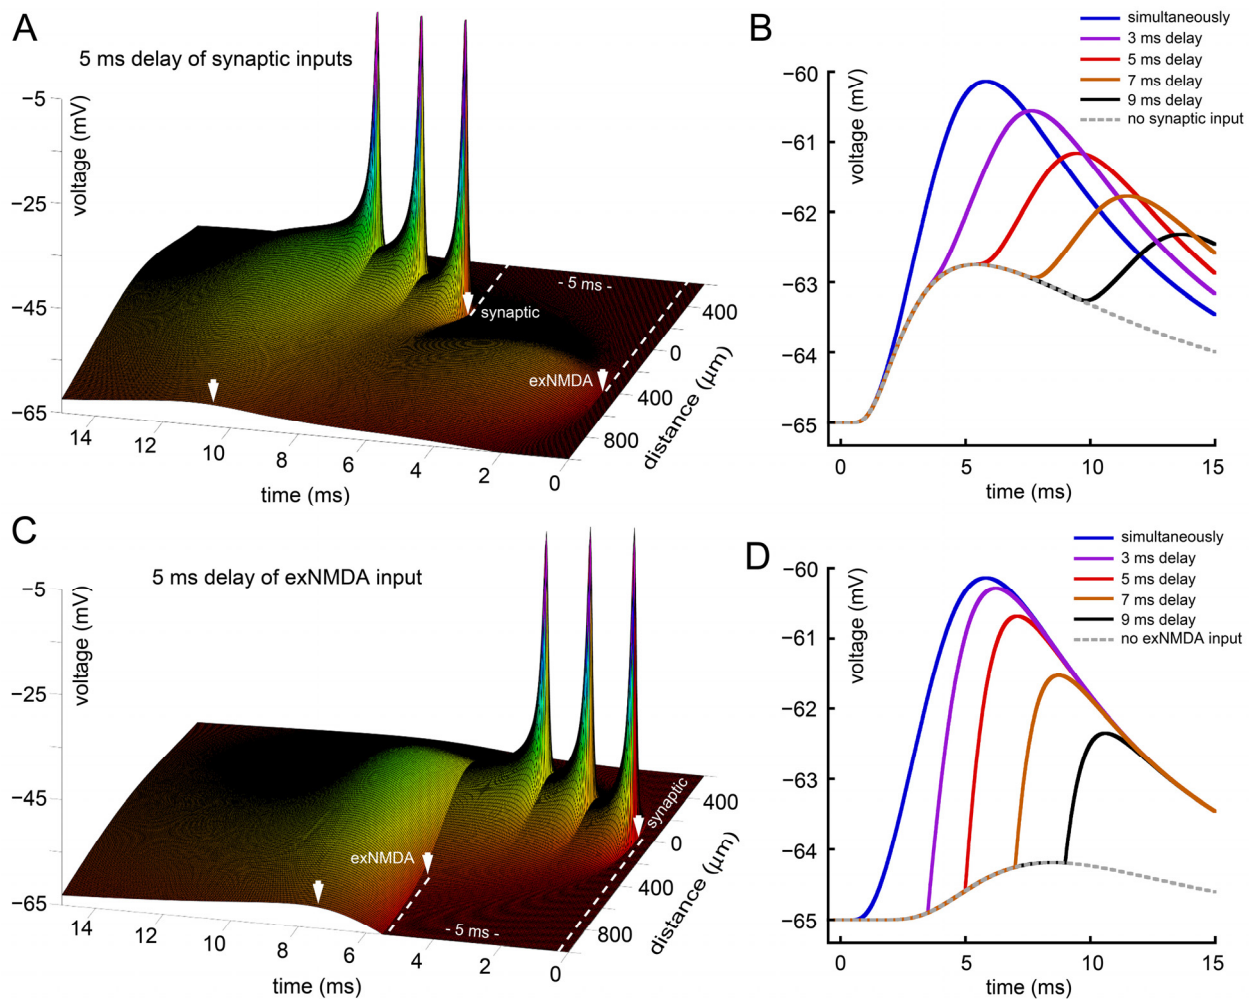 A
5 ms delay of synaptic inputs
−5
−25
−45
−65
voltage (mV)
- 5 ms -
synaptic
exNMDA
400
0
400
800
distance (µm)
14
12
10
8
6
4
2
0
time (ms)
B
simultaneously
3 ms delay
5 ms delay
7 ms delay
9 ms delay
no synaptic input
−60
−61
−62
−63
−64
−65
voltage (mV)
0
5
10
15
time (ms)
C
5 ms delay of exNMDA input
−5
−25
−45
−65
voltage (mV)
synaptic
exNMDA
- 5 ms -
400
0
400
800
distance (µm)
14
12
10
8
6
4
2
0
time (ms)
D
simultaneously
3 ms delay
5 ms delay
7 ms delay
9 ms delay
no exNMDA input
−60
−61
−62
−63
−64
−65
voltage (mV)
0
5
10
15
time (ms)